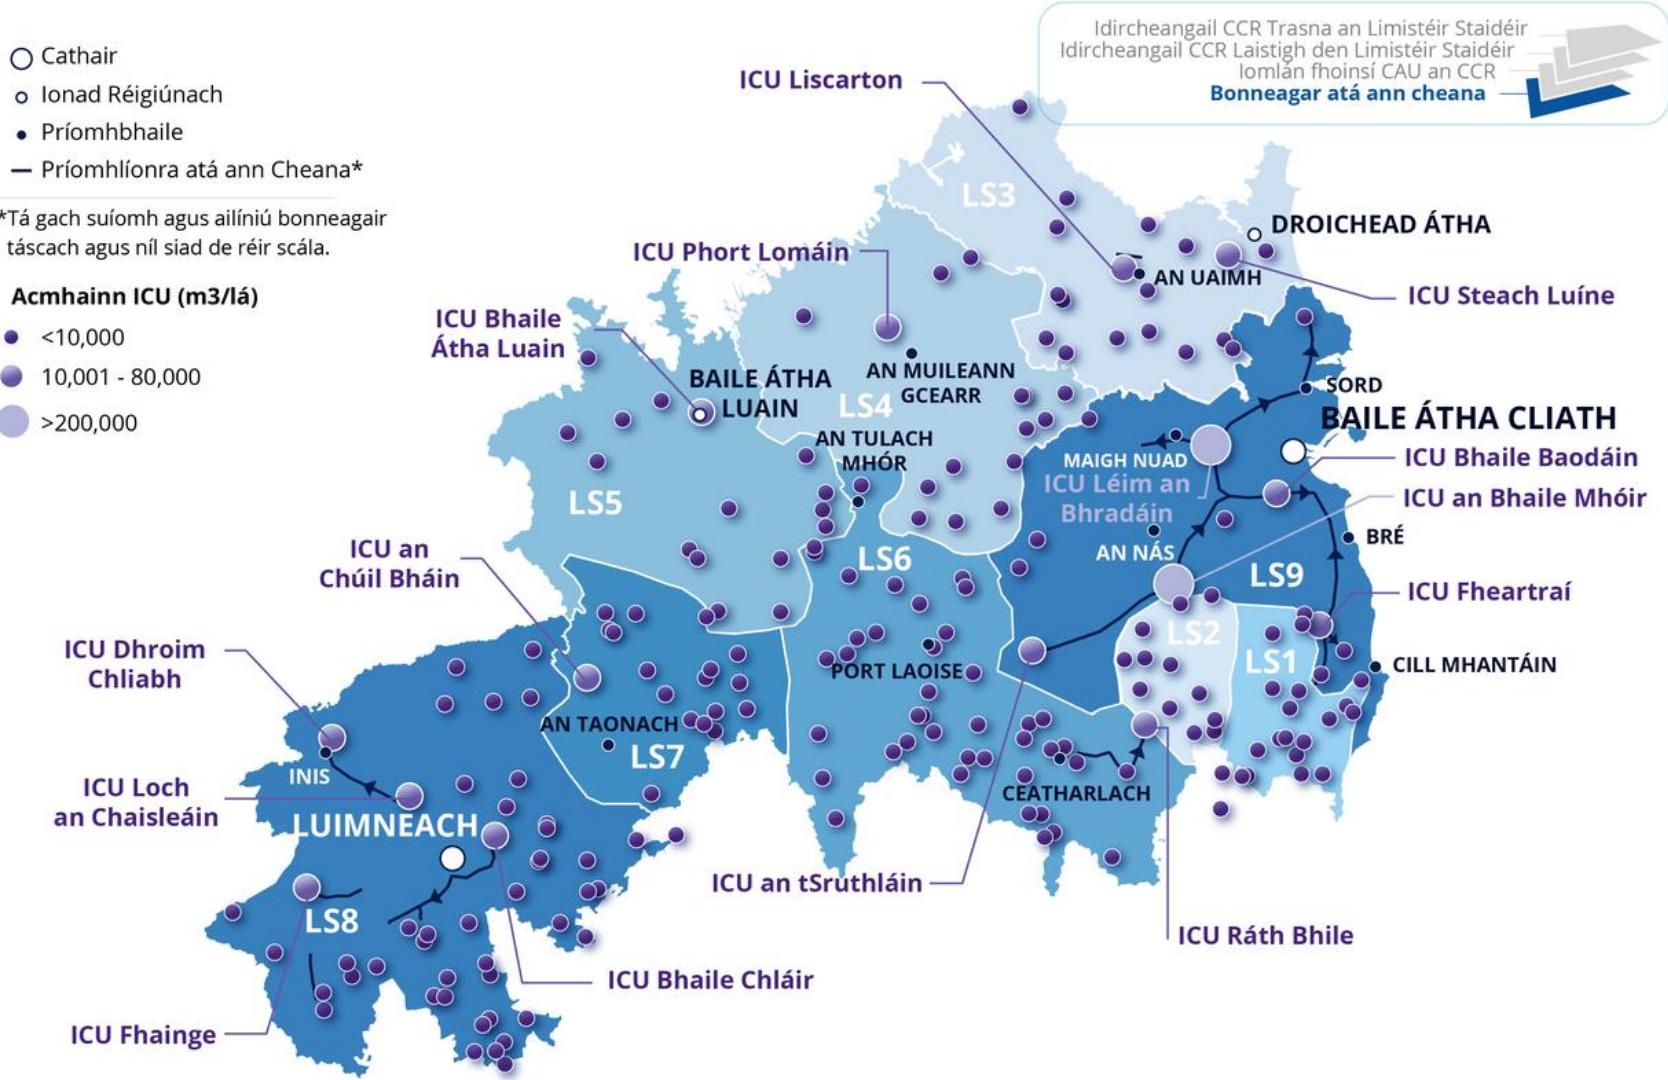 Cathair
Ionad Réigiúnach
Príomhbhaile
Príomhlíonra atá ann Cheana*
*Tá gach suíomh agus ailíniú bonneagair
táscach agus níl siad de réir scála.
Acmhainn ICU (m3/lá)
<10,000
10,001 - 80,000
>200,000
Idircheangail CCR Trasna an Limistéir Staidéir
Idircheangail CCR Laistigh den Limistéir Staidéir
Iomlán fhoinsí CAU an CCR
Bonneagar atá ann cheana
ICU Liscarton
LS3
DROICHEAD ÁTHA
ICU Phort Lomáin
AN UAIMH
ICU Steach Luíne
ICU Bhaile
Átha Luain
BAILE ÁTHA
LUAIN
AN MUILEANN
GCEARR
LS4
SORD
BAILE ÁTHA CLIATH
AN TULACH
MHÓR
MAIGH NUAD
ICU Bhaile Baodáin
ICU Léim an
Bhradáin
ICU an Bhaile Mhóir
LS5
BRÉ
ICU an
Chúil Bháin
LS6
AN NÁS
LS9
ICU Fheartraí
ICU Dhroim
Chliabh
LS2
LS1
PORT LAOISE
CILL MHANTÁIN
AN TAONACH
LS7
INIS
ICU Loch
an Chaisleáin
CEATHARLACH
LUIMNEACH
ICU an tSruthláin
LS8
ICU Ráth Bhile
ICU Bhaile Chláir
ICU Fhainge